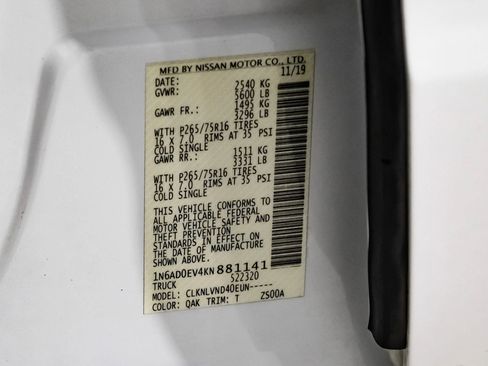 MFD BY NISSAN MOTOR CO., LTD.
DATE: 11/19
GVWR: 2540 KG
5600 LB
GAWR FR.: 1495 KG
3296 LB
WITH P265/75R16 TIRES
16 X 7.0 RIMS AT 35 PSI
COLD SINGLE
GAWR RR.: 1511 KG
3331 LB
WITH P265/75R16 TIRES
16 X 7.0 RIMS AT 35 PSI
COLD SINGLE
THIS VEHICLE CONFORMS TO
ALL APPLICABLE FEDERAL
MOTOR VEHICLE SAFETY AND
THEFT PREVENTION
STANDARDS IN EFFECT ON
THE DATE OF MANUFACTURE
SHOWN ABOVE.
1N6AD0EV4KN881141
TRUCK 522320
MODEL: CLKNLVND40EUN-----
COLOR: QAK TRIM: T ZS00A